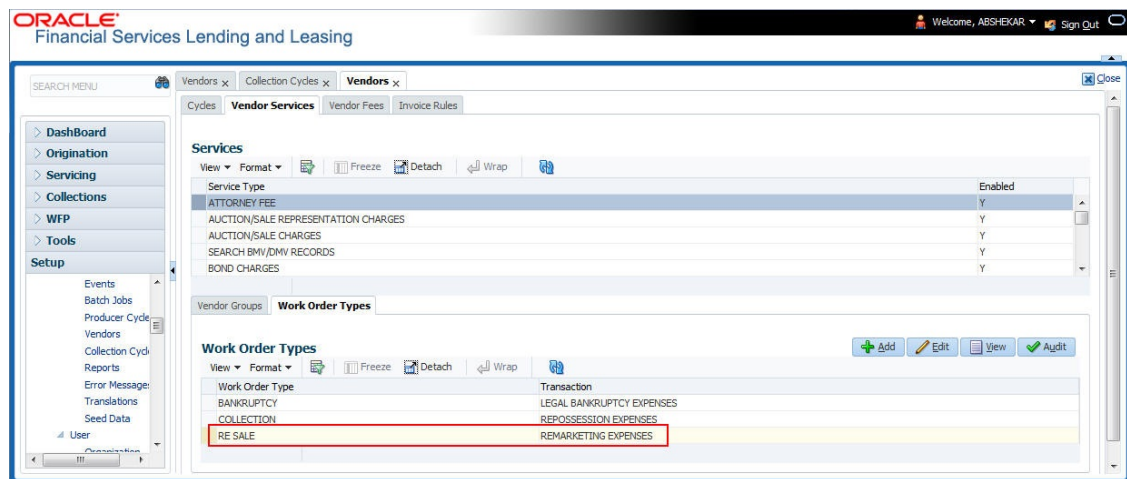 ORACLE'
Financial Services Lending and Leasing
Welcome, ABSHEKAR Sign Out
SEARCH MENU
Vendors x Collection Cycles x Vendors x
Close
Cycles Vendor Services Vendor Fees Invoice Rules
DashBoard
Origination
Servicing
Collections
WFP
Tools
Setup
Events
Batch Jobs
Producer Cycle
Vendors
Collection Cycl
Reports
Error Messages
Translations
Seed Data
User
Organization
Services
View Format Freeze Detach Wrap
Service Type Enabled
ATTORNEY FEE Y
AUCTION/SALE REPRESENTATION CHARGES Y
AUCTION/SALE CHARGES Y
SEARCH BMV/DMV RECORDS Y
BOND CHARGES Y
Vendor Groups Work Order Types
Work Order Types
Add Edit View Audit
View Format Freeze Detach Wrap
Work Order Type Transaction
BANKRUPTCY LEGAL BANKRUPTCY EXPENSES
COLLECTION REPOSSESSION EXPENSES
RE SALE REMARKETING EXPENSES